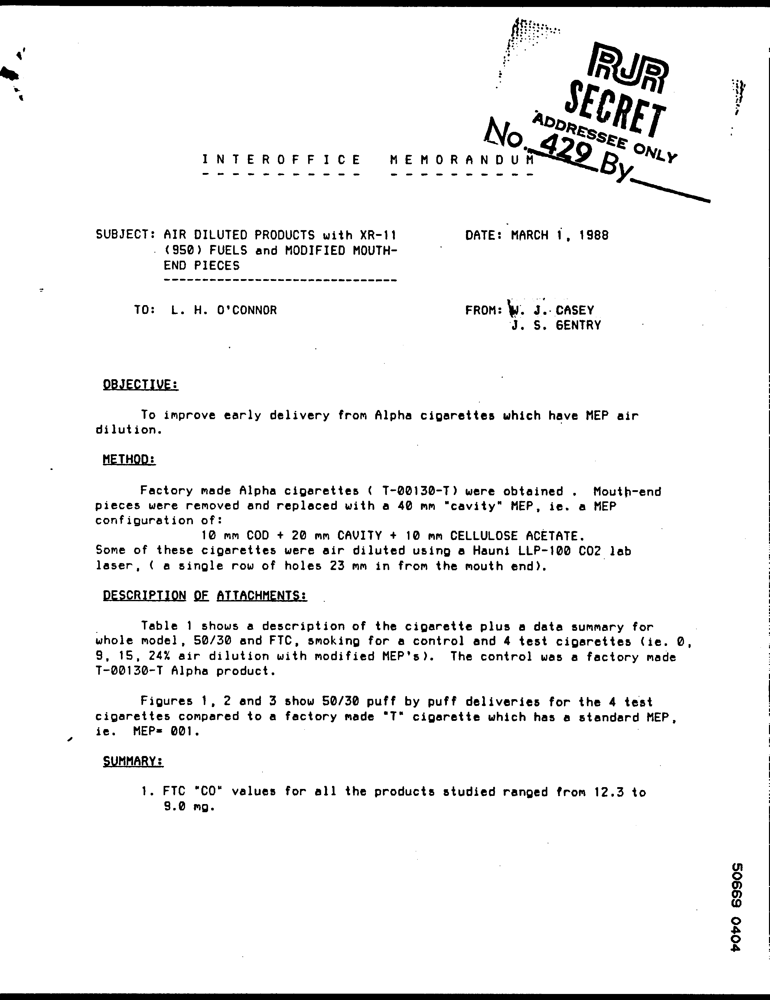 RJR
SECRET
ADDRESSEE ONLY
No. 429 By
INTEROFFICE MEMORANDUM
SUBJECT: AIR DILUTED PRODUCTS with XR-11
(950) FUELS and MODIFIED MOUTH-
END PIECES
DATE: MARCH 1, 1988
TO: L. H. O'CONNOR
FROM: W. J. CASEY
J. S. GENTRY
OBJECTIVE:
To improve early delivery from Alpha cigarettes which have MEP air
dilution.
METHOD:
Factory made Alpha cigarettes ( T-00130-T) were obtained . Mouth-end
pieces were removed and replaced with a 40 mm "cavity" MEP, ie. a MEP
configuration of:
10 mm COD + 20 mm CAVITY + 10 mm CELLULOSE ACETATE.
Some of these cigarettes were air diluted using a Hauni LLP-100 CO2 lab
laser, ( a single row of holes 23 mm in from the mouth end).
DESCRIPTION OF ATTACHMENTS:
Table 1 shows a description of the cigarette plus a data summary for
whole model, 50/30 and FTC, smoking for a control and 4 test cigarettes (ie. 0,
9, 15, 24% air dilution with modified MEP's). The control was a factory made
T-00130-T Alpha product.
Figures 1, 2 and 3 show 50/30 puff by puff deliveries for the 4 test
cigarettes compared to a factory made "T" cigarette which has a standard MEP,
ie. MEP= 001.
SUMMARY:
1. FTC "CO" values for all the products studied ranged from 12.3 to
9.0 mg.
50669 0404